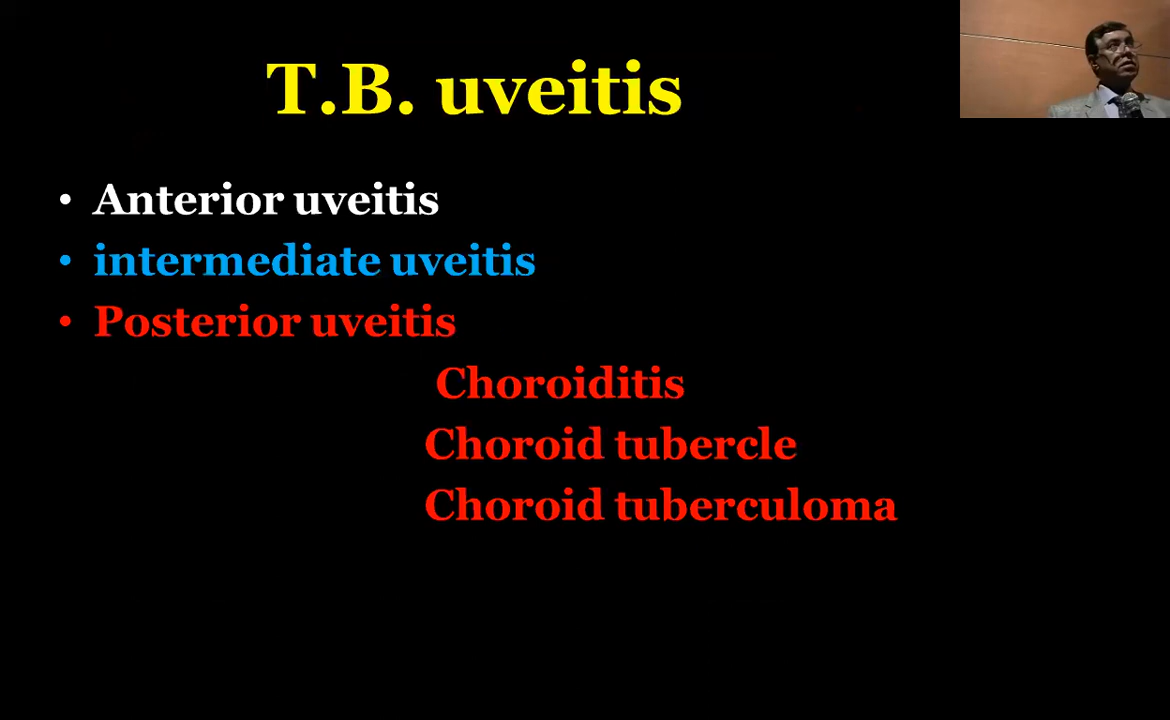 T.B. uveitis
• Anterior uveitis
• intermediate uveitis
• Posterior uveitis
Choroiditis
Choroid tubercle
Choroid tuberculoma